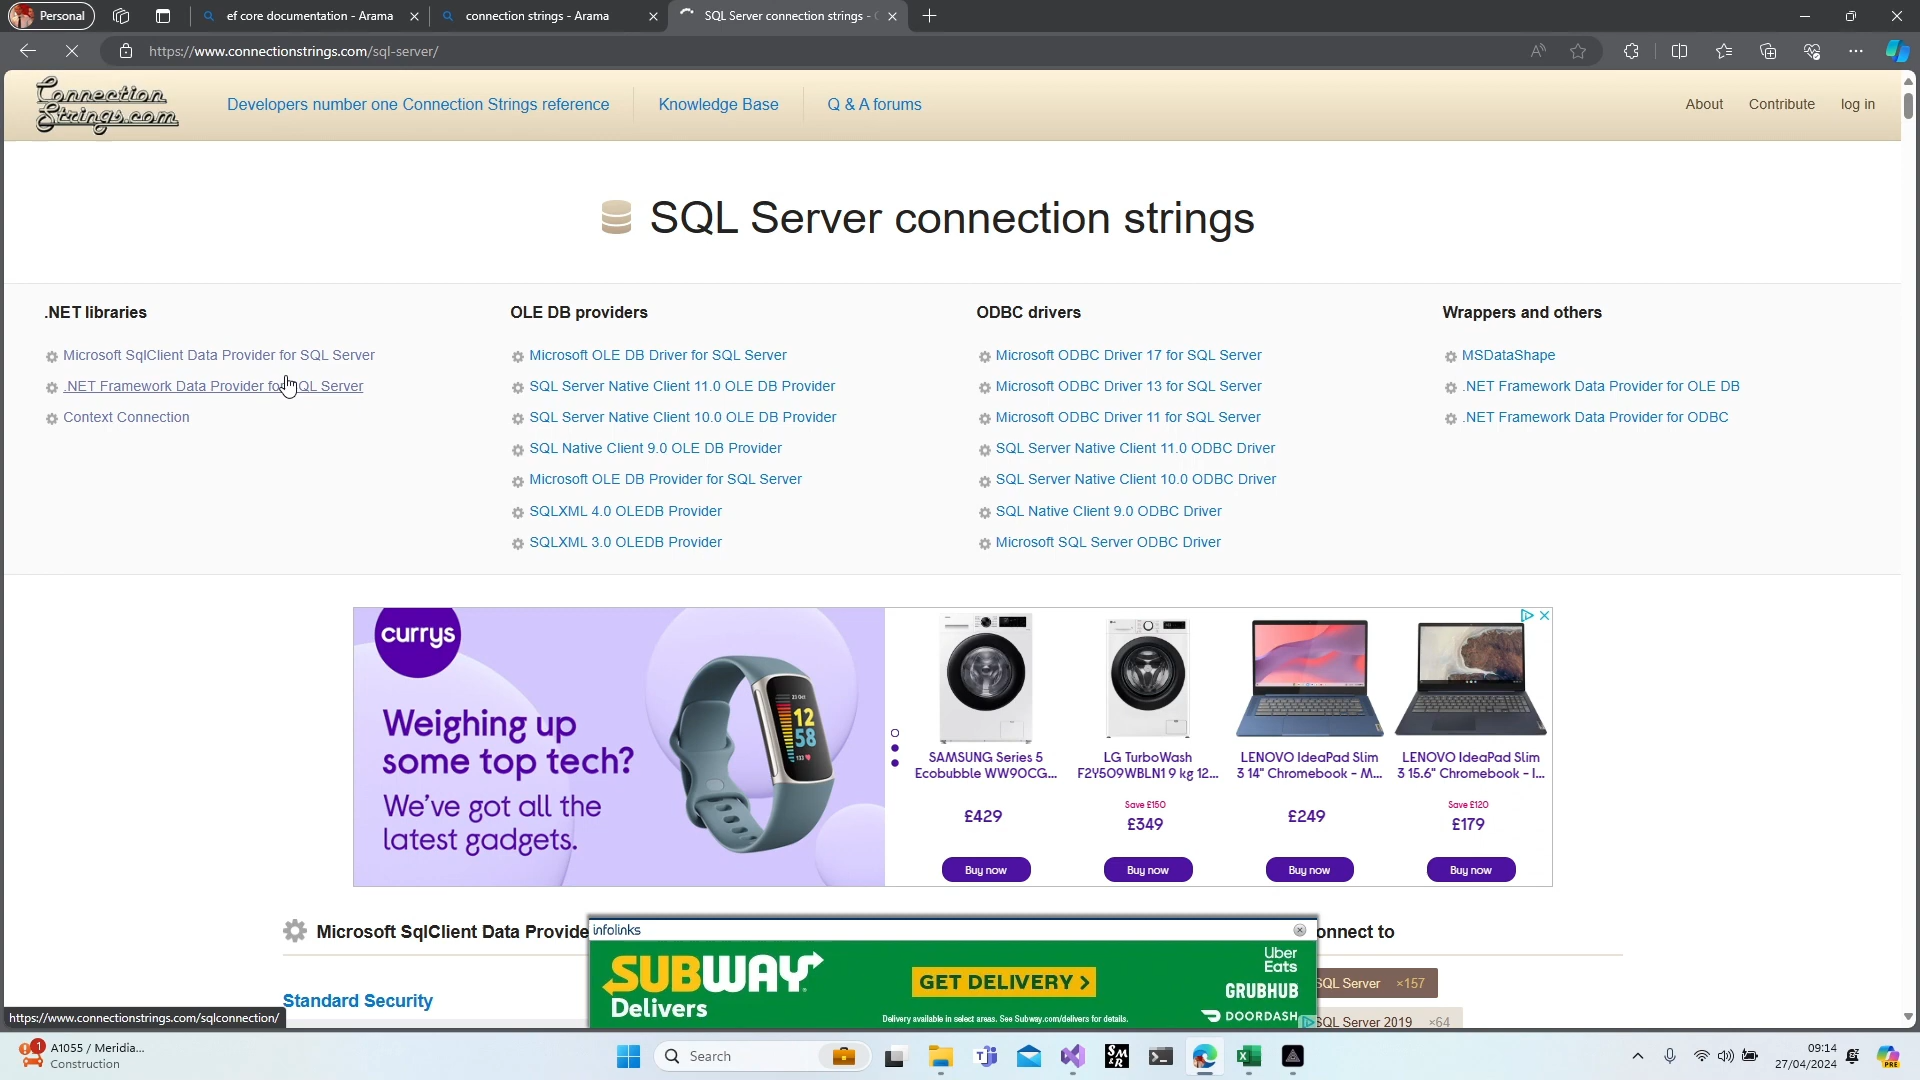 Personal
ef core documentation - Arama
connection strings - Arama
SQL Server connection strings -
https://www.connectionstrings.com/sql-server/
Connection
Strings.com
Developers number one Connection Strings reference
Knowledge Base
Q & A forums
About
Contribute
log in
SQL Server connection strings
.NET libraries
Microsoft SqlClient Data Provider for SQL Server
.NET Framework Data Provider for SQL Server
Context Connection
OLE DB providers
Microsoft OLE DB Driver for SQL Server
SQL Server Native Client 11.0 OLE DB Provider
SQL Server Native Client 10.0 OLE DB Provider
SQL Native Client 9.0 OLE DB Provider
Microsoft OLE DB Provider for SQL Server
SQLXML 4.0 OLEDB Provider
SQLXML 3.0 OLEDB Provider
ODBC drivers
Microsoft ODBC Driver 17 for SQL Server
Microsoft ODBC Driver 13 for SQL Server
Microsoft ODBC Driver 11 for SQL Server
SQL Server Native Client 11.0 ODBC Driver
SQL Server Native Client 10.0 ODBC Driver
SQL Native Client 9.0 ODBC Driver
Microsoft SQL Server ODBC Driver
Wrappers and others
MSDataShape
.NET Framework Data Provider for OLE DB
.NET Framework Data Provider for ODBC
currys
Weighing up
some top tech?
We've got all the
latest gadgets.
23 Oct
12
58
SAMSUNG Series 5
Ecobubble WW90CG...
£429
Buy now
LG TurboWash
F2Y509WBLN1 9 kg 12...
Save £150
£349
Buy now
LENOVO IdeaPad Slim
3 14" Chromebook - M...
£249
Buy now
LENOVO IdeaPad Slim
3 15.6" Chromebook - I...
Save £120
£179
Buy now
Microsoft SqlClient Data Provide
onnect to
infolinks
SUBWAY
Delivers
GET DELIVERY >
Uber
Eats
GRUBHUB
DOORDASH
Delivery available in select areas. See Subway.com/delivers for details.
SQL Server ×157
SQL Server 2019 ×64
Standard Security
https://www.connectionstrings.com/sqlconnection/
1
A1055 / Meridia...
Construction
Search
09:14
27/04/2024
PRE